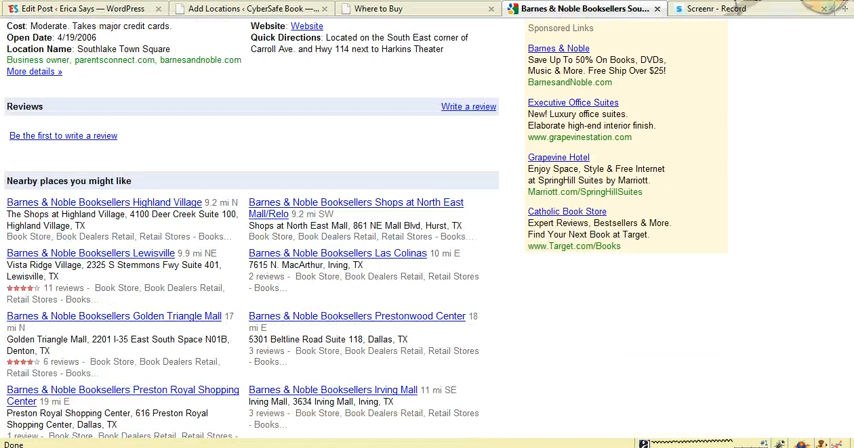 Edit Post ‹ Erica Says — WordPress
Add Locations ‹ CyberSafe Book —...
Where to Buy
Barnes & Noble Booksellers Sou...
Screenr - Record
Cost: Moderate. Takes major credit cards.
Open Date: 4/19/2006
Location Name: Southlake Town Square
Business owner, parentsconnect.com, barnesandnoble.com
More details »
Website: Website
Quick Directions: Located on the South East corner of
Carroll Ave. and Hwy 114 next to Harkins Theater
Reviews
Write a review
Be the first to write a review
Nearby places you might like
Barnes & Noble Booksellers Highland Village 9.2 mi N
The Shops at Highland Village, 4100 Deer Creek Suite 100,
Highland Village, TX
Book Store, Book Dealers Retail, Retail Stores - Books...
Barnes & Noble Booksellers Shops at North East
Mall/Relo 9.2 mi SW
Shops at North East Mall, 861 NE Mall Blvd, Hurst, TX
Book Store, Book Dealers Retail, Retail Stores - Books...
Barnes & Noble Booksellers Lewisville 9.9 mi NE
Vista Ridge Village, 2325 S Stemmons Fwy Suite 401,
Lewisville, TX
11 reviews - Book Store, Book Dealers Retail,
Retail Stores - Books...
Barnes & Noble Booksellers Las Colinas 10 mi E
7615 N. MacArthur, Irving, TX
2 reviews - Book Store, Book Dealers Retail, Retail Stores
- Books...
Barnes & Noble Booksellers Golden Triangle Mall 17
mi N
Golden Triangle Mall, 2201 I-35 East South Space N01B,
Denton, TX
6 reviews - Book Store, Book Dealers Retail,
Retail Stores - Books...
Barnes & Noble Booksellers Prestonwood Center 18
mi E
5301 Beltline Road Suite 118, Dallas, TX
3 reviews - Book Store, Book Dealers Retail, Retail Stores
- Books...
Barnes & Noble Booksellers Preston Royal Shopping
Center 19 mi E
Preston Royal Shopping Center, 616 Preston Royal
Shopping Center, Dallas, TX
1 review - Book Store, Book Dealers Retail, Retail
Barnes & Noble Booksellers Irving Mall 11 mi SE
Irving Mall, 3634 Irving Mall, Irving, TX
3 reviews - Book Store, Book Dealers Retail, Retail Stores
- Books...
Sponsored Links
Barnes & Noble
Save Up To 50% On Books, DVDs,
Music & More. Free Ship Over $25!
BarnesandNoble.com
Executive Office Suites
New! Luxury office suites.
Elaborate high-end interior finish.
www.grapevinestation.com
Grapevine Hotel
Enjoy Space, Style & Free Internet
at SpringHill Suites by Marriott.
Marriott.com/SpringHillSuites
Catholic Book Store
Expert Reviews, Bestsellers & More.
Find Your Next Book at Target.
www.Target.com/Books
Done